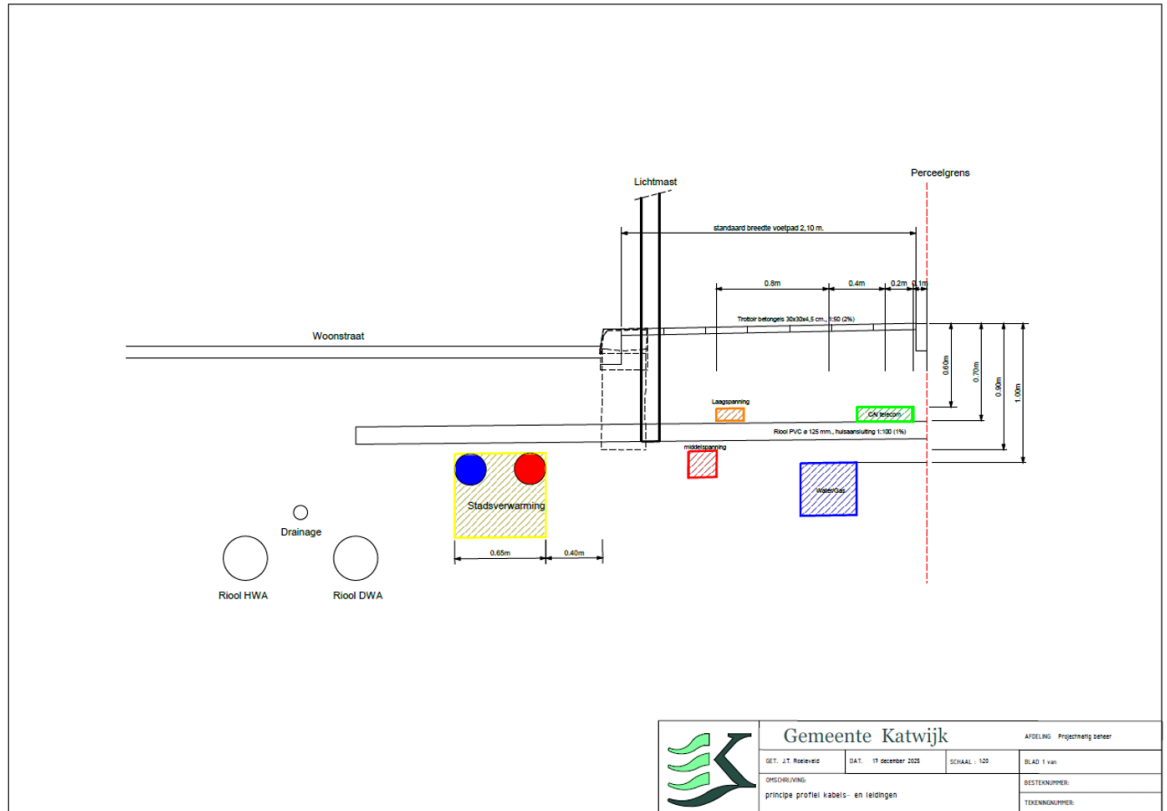 Perceelgrens
Lichtmast
standaard breedte voetpad 2,10 m.
0.8m
0.4m
0.2m
0.1m
Trottoir betontegels 30x30x4,5 cm., 1:50 (2%)
Woonstraat
0.60m
0.70m
0.90m
1.00m
Laagspanning
CAI telecom
Riool PVC ø 125 mm., huisaansluiting 1:100 (1%)
middelspanning
Water/Gas
Stadsverwarming
Drainage
0.65m
0.40m
Riool HWA
Riool DWA
Gemeente Katwijk
AFDELING Projectmatig beheer
GET. J.T. Roeleveld
DAT. 17 december 2025
SCHAAL : 1:20
BLAD 1 van
OMSCHRIJVING:
principe profiel kabels- en leidingen
BESTEKNUMMER:
TEKENINGNUMMER: